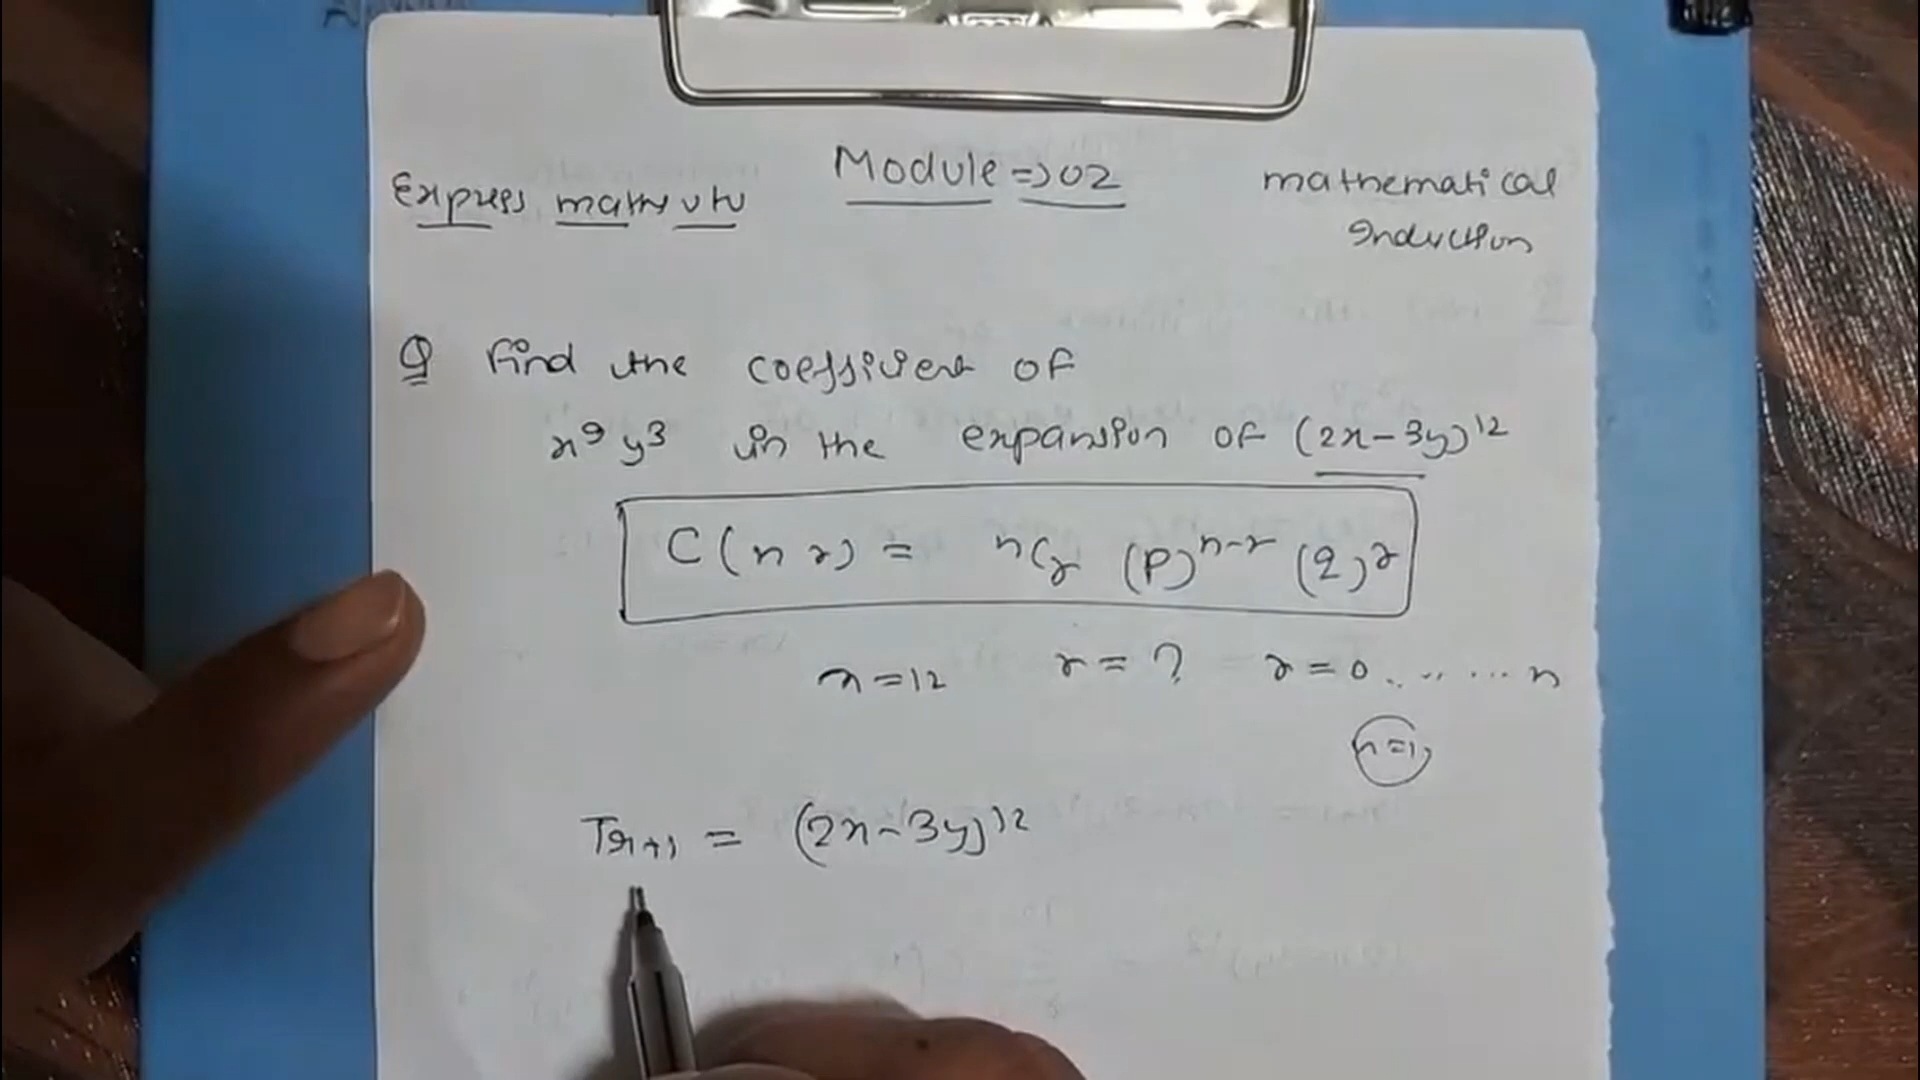 Module => 02
Express maths vtu
mathematical
Induction
Q Find the coefficient of
x⁹ y³ in the expansion of (2x-3y)¹²
C(n r) = ⁿCᵣ (P)ⁿ⁻ʳ (q)ʳ
n=12 r=? r=0........n
Tᵣ₊₁ = (2x-3y)¹²